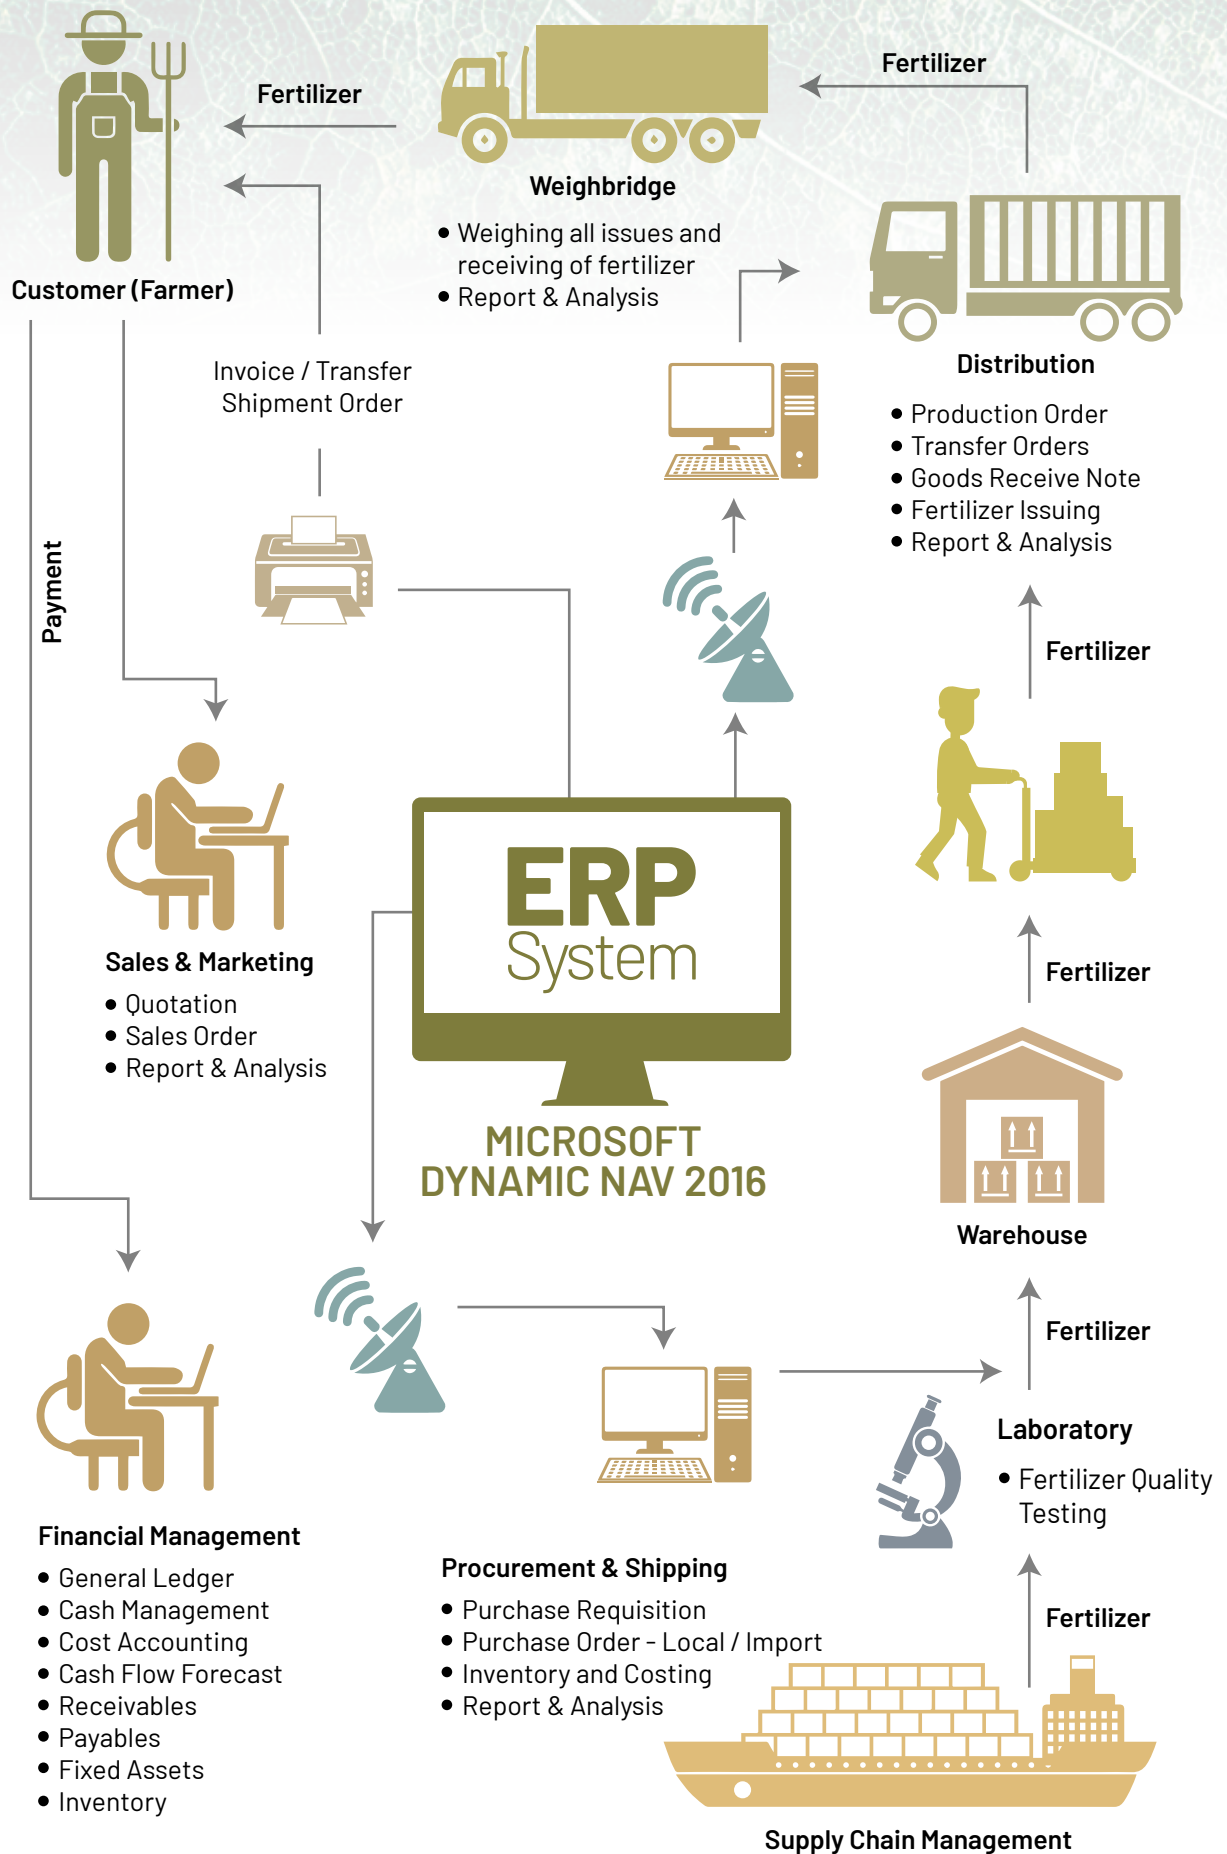 Fertilizer
Fertilizer
Weighbridge
• Weighing all issues and
receiving of fertilizer
• Report & Analysis
Customer (Farmer)
Invoice / Transfer
Shipment Order
Distribution
• Production Order
• Transfer Orders
• Goods Receive Note
• Fertilizer Issuing
• Report & Analysis
Payment
Fertilizer
ERP
System
MICROSOFT
DYNAMIC NAV 2016
Sales & Marketing
• Quotation
• Sales Order
• Report & Analysis
Fertilizer
Warehouse
Fertilizer
Laboratory
• Fertilizer Quality
Testing
Financial Management
• General Ledger
• Cash Management
• Cost Accounting
• Cash Flow Forecast
• Receivables
• Payables
• Fixed Assets
• Inventory
Procurement & Shipping
• Purchase Requisition
• Purchase Order - Local / Import
• Inventory and Costing
• Report & Analysis
Fertilizer
Supply Chain Management